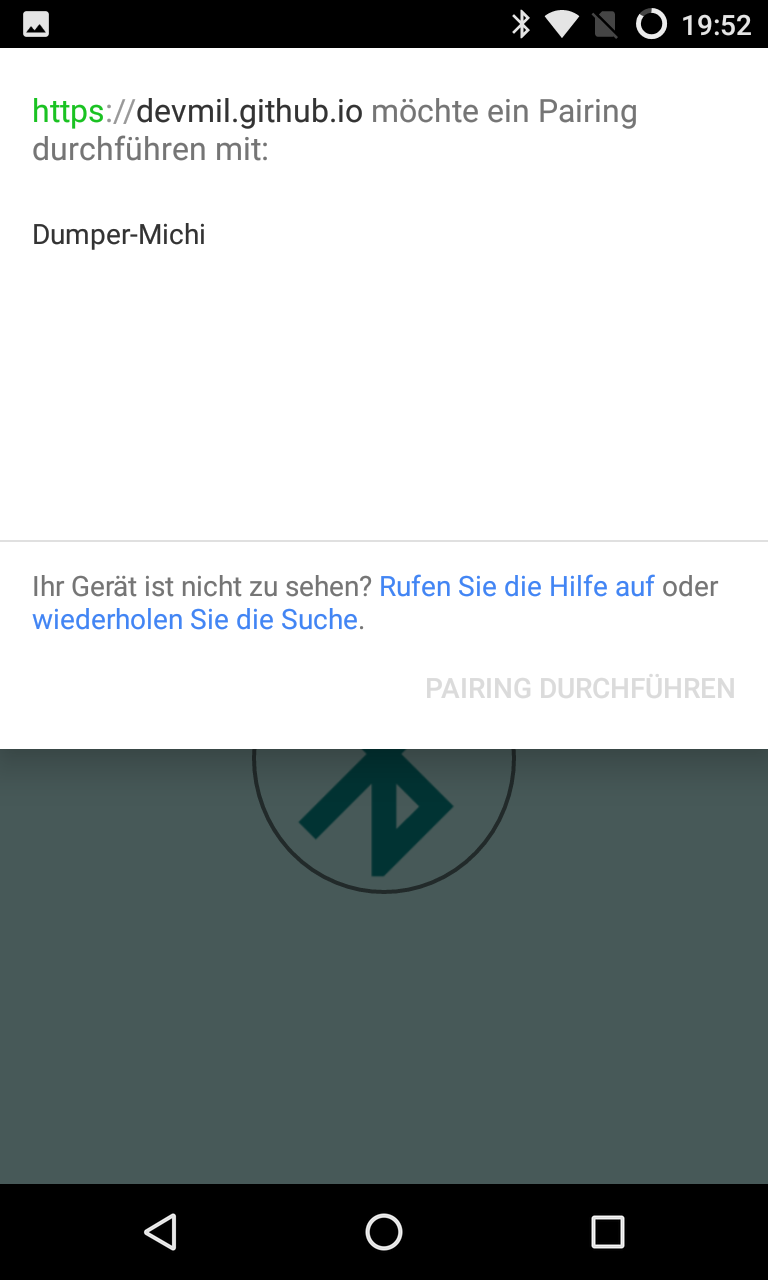 19:52
https://devmil.github.io möchte ein Pairing
durchführen mit:
Dumper-Michi
Ihr Gerät ist nicht zu sehen? Rufen Sie die Hilfe auf oder
wiederholen Sie die Suche.
PAIRING DURCHFÜHREN